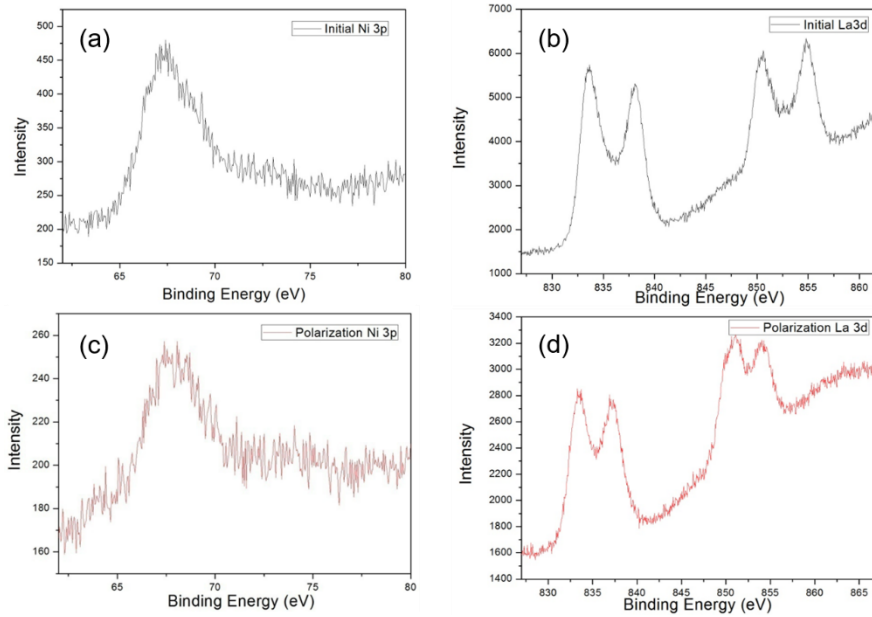 (a)
Initial Ni 3p
Intensity
500
450
400
350
300
250
200
150
65 70 75 80
Binding Energy (eV)
(b)
Initial La3d
Intensity
7000
6000
5000
4000
3000
2000
1000
830 835 840 845 850 855 860
Binding Energy (eV)
(c)
Polarization Ni 3p
Intensity
260
240
220
200
180
160
65 70 75 80
Binding Energy (eV)
(d)
Polarization La 3d
Intensity
3400
3200
3000
2800
2600
2400
2200
2000
1800
1600
1400
830 835 840 845 850 855 860 865
Binding Energy (eV)